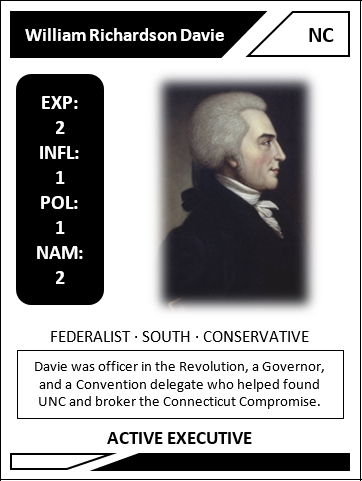 William Richardson Davie
NC
EXP:
2
INFL:
1
POL:
1
NAM:
2
FEDERALIST · SOUTH · CONSERVATIVE
Davie was officer in the Revolution, a Governor,
and a Convention delegate who helped found
UNC and broker the Connecticut Compromise.
ACTIVE EXECUTIVE